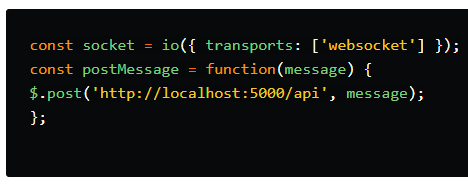 const socket = io({ transports: ['websocket'] });
const postMessage = function(message) {
$.post('http://localhost:5000/api', message);
};